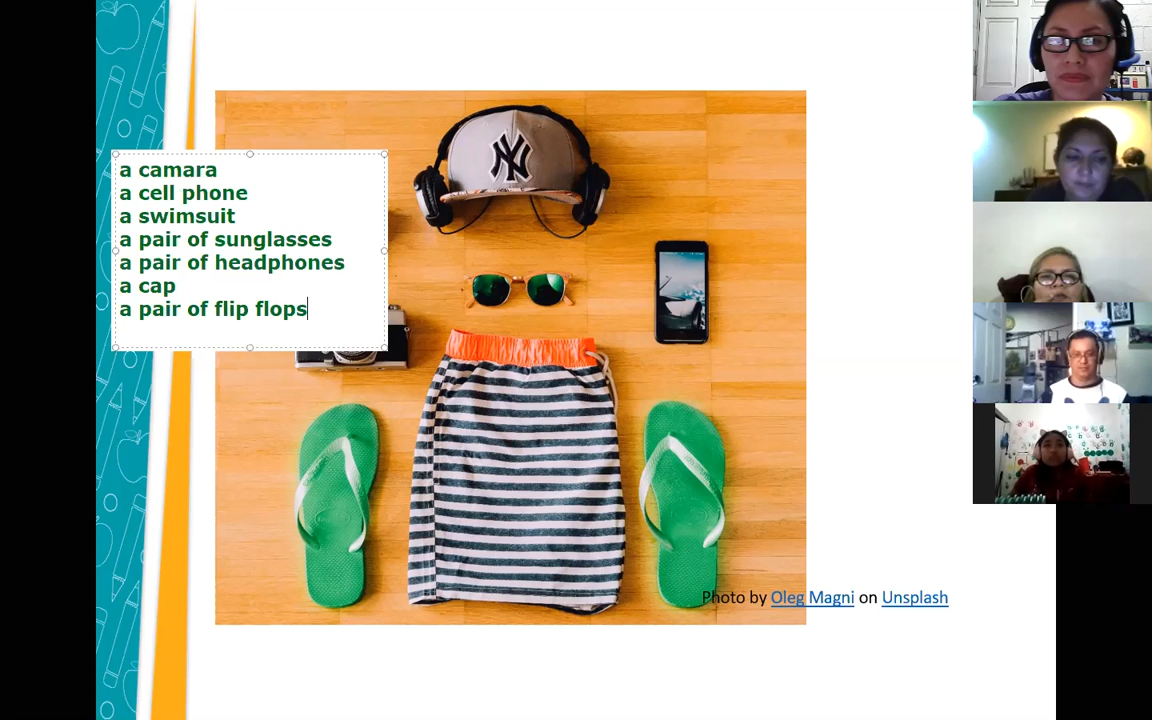 a camara
a cell phone
a swimsuit
a pair of sunglasses
a pair of headphones
a cap
a pair of flip flops
NY
Photo by Oleg Magni on Unsplash